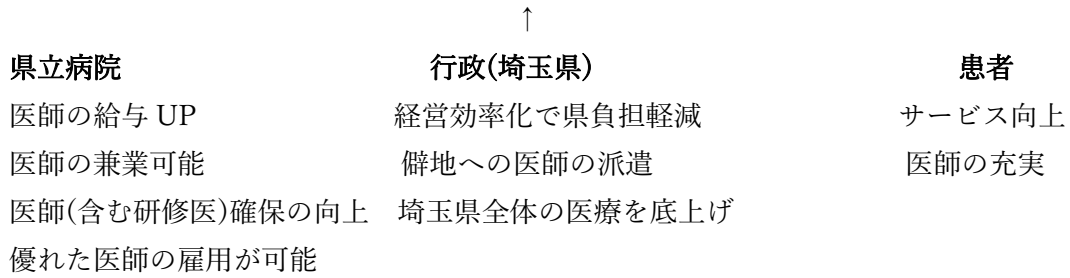 ↑
県立病院 行政(埼玉県) 患者
医師の給与 UP 経営効率化で県負担軽減 サービス向上
医師の兼業可能 僻地への医師の派遣 医師の充実
医師(含む研修医)確保の向上 埼玉県全体の医療を底上げ
優れた医師の雇用が可能